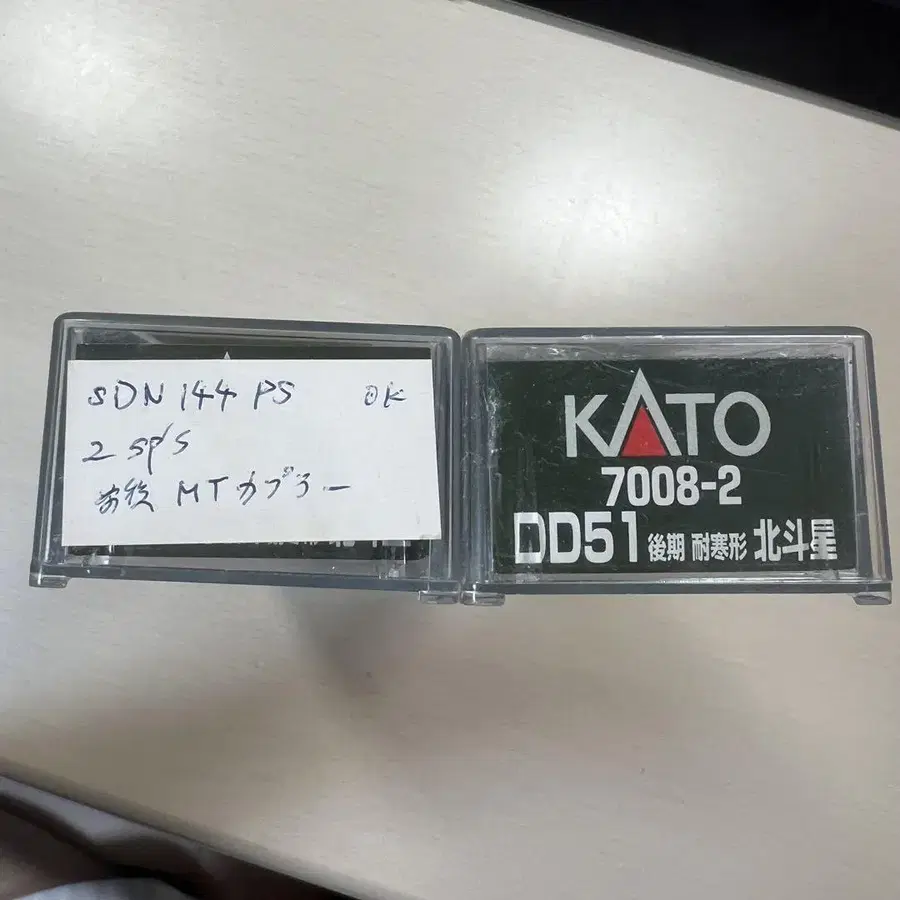 SDN 144 PS OK
2 SP'S
前後 MTカプラー
KATO
7008-2
DD51 後期 耐寒形 北斗星